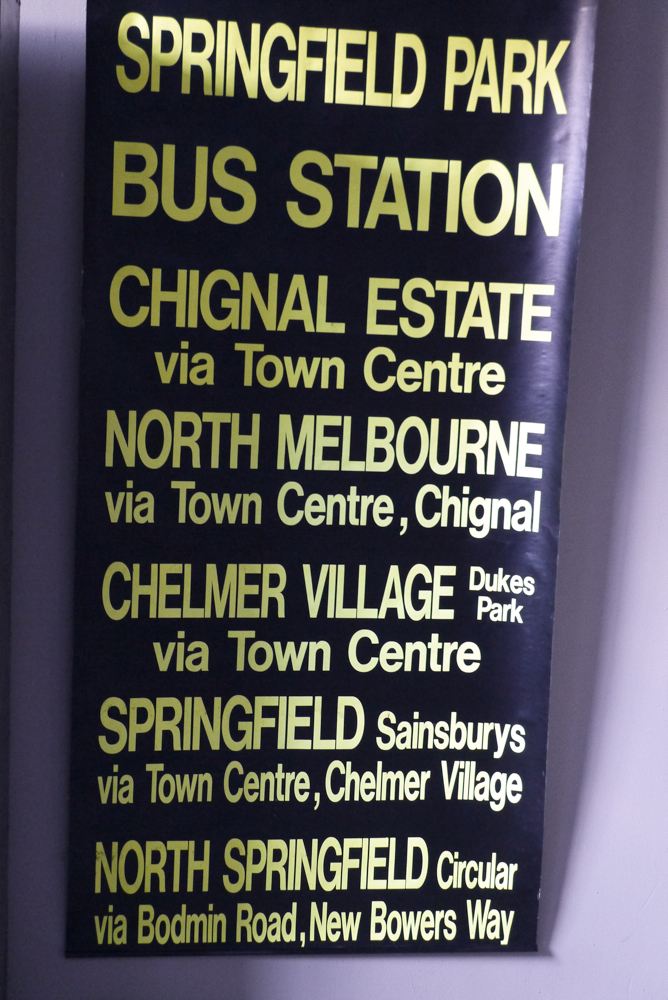 SPRINGFIELD PARK
BUS STATION
CHIGNAL ESTATE
via Town Centre
NORTH MELBOURNE
via Town Centre, Chignal
CHELMER VILLAGE Dukes Park
via Town Centre
SPRINGFIELD Sainsburys
via Town Centre, Chelmer Village
NORTH SPRINGFIELD Circular
via Bodmin Road, New Bowers Way